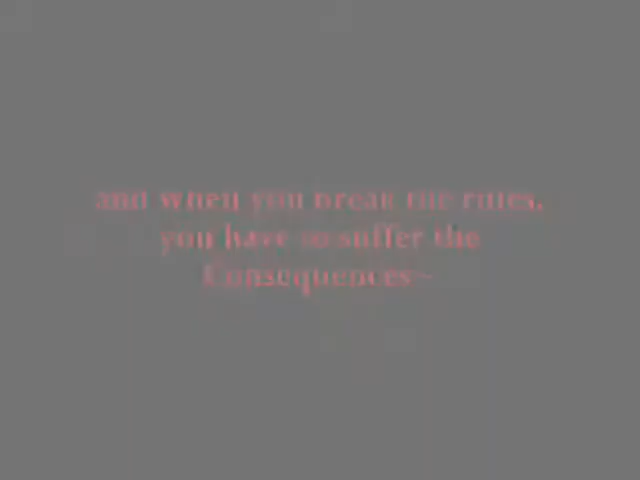 and when you break the rules,
you have to suffer the
Consequences~